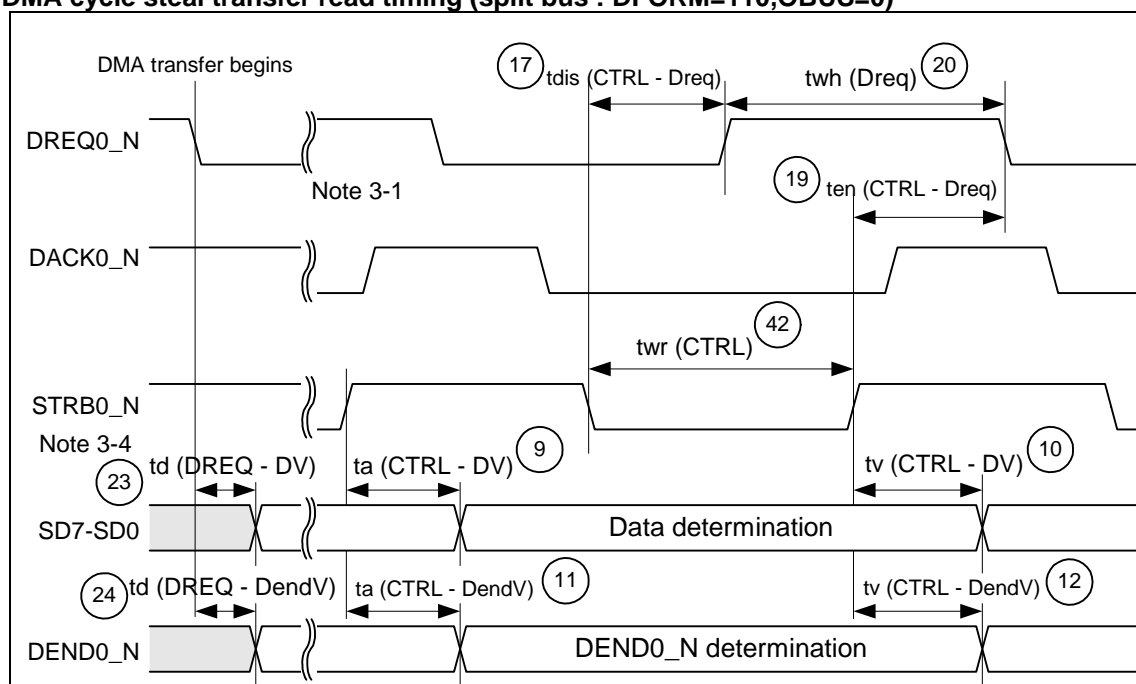 DMA cycle steal transfer read timing (split bus : DFORM=110,OBUS=0)
DMA transfer begins
17 tdis (CTRL - Dreq)
twh (Dreq) 20
DREQ0_N
Note 3-1
19 ten (CTRL - Dreq)
DACK0_N
twr (CTRL) 42
STRB0_N
Note 3-4
23 td (DREQ - DV)
ta (CTRL - DV) 9
tv (CTRL - DV) 10
SD7-SD0
Data determination
24 td (DREQ - DendV)
ta (CTRL - DendV) 11
tv (CTRL - DendV) 12
DEND0_N
DEND0_N determination